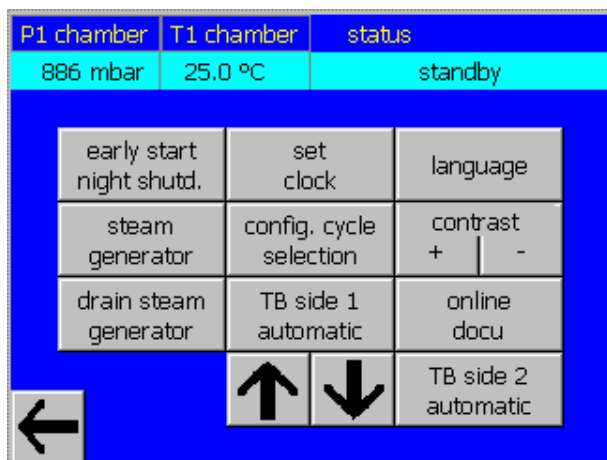 P1 chamber T1 chamber status
886 mbar 25.0 ºC standby
early start
night shutd.
set
clock
language
steam
generator
config. cycle
selection
contrast
+ -
drain steam
generator
TB side 1
automatic
online
docu
TB side 2
automatic